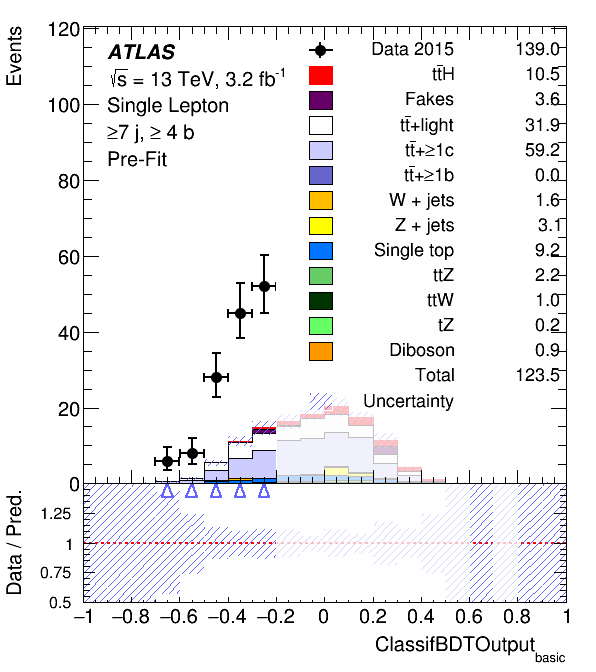 Events
120
100
80
60
40
20
0
ATLAS
√s = 13 TeV, 3.2 fb⁻¹
Single Lepton
≥7 j, ≥ 4 b
Pre-Fit
Data 2015 139.0
tt̄H 10.5
Fakes 3.6
tt̄+light 31.9
tt̄+≥1c 59.2
tt̄+≥1b 0.0
W + jets 1.6
Z + jets 3.1
Single top 9.2
ttZ 2.2
ttW 1.0
tZ 0.2
Diboson 0.9
Total 123.5
Uncertainty
Data / Pred.
1.25
1
0.75
0.5
−1 −0.8 −0.6 −0.4 −0.2 0 0.2 0.4 0.6 0.8 1
ClassifBDTOutput_basic